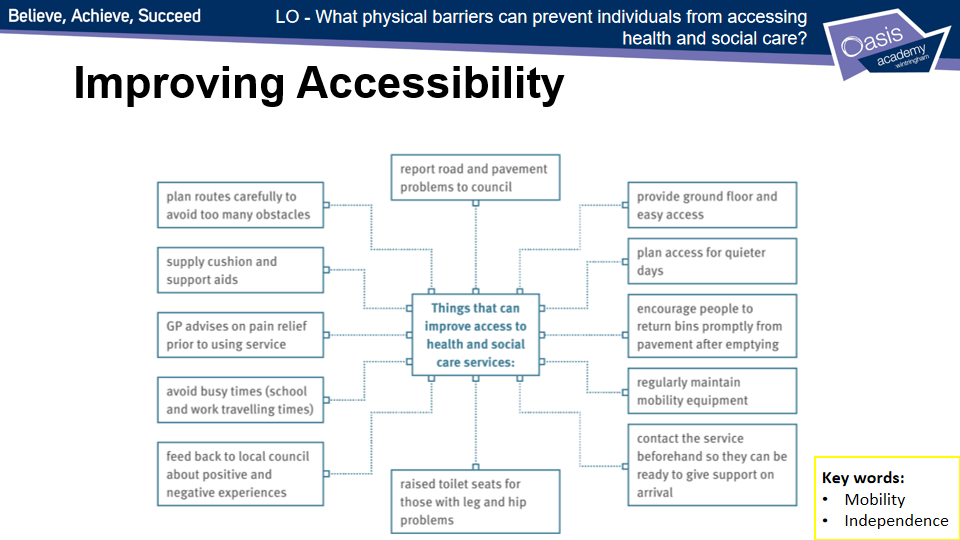 Believe, Achieve, Succeed
LO - What physical barriers can prevent individuals from accessing
health and social care?
Oasis
academy
wintringham
Improving Accessibility
report road and pavement
problems to council
plan routes carefully to
avoid too many obstacles
supply cushion and
support aids
GP advises on pain relief
prior to using service
avoid busy times (school
and work travelling times)
feed back to local council
about positive and
negative experiences
Things that can
improve access to
health and social
care services:
provide ground floor and
easy access
plan access for quieter
days
encourage people to
return bins promptly from
pavement after emptying
regularly maintain
mobility equipment
contact the service
beforehand so they can be
ready to give support on
arrival
raised toilet seats for
those with leg and hip
problems
Key words:
• Mobility
• Independence